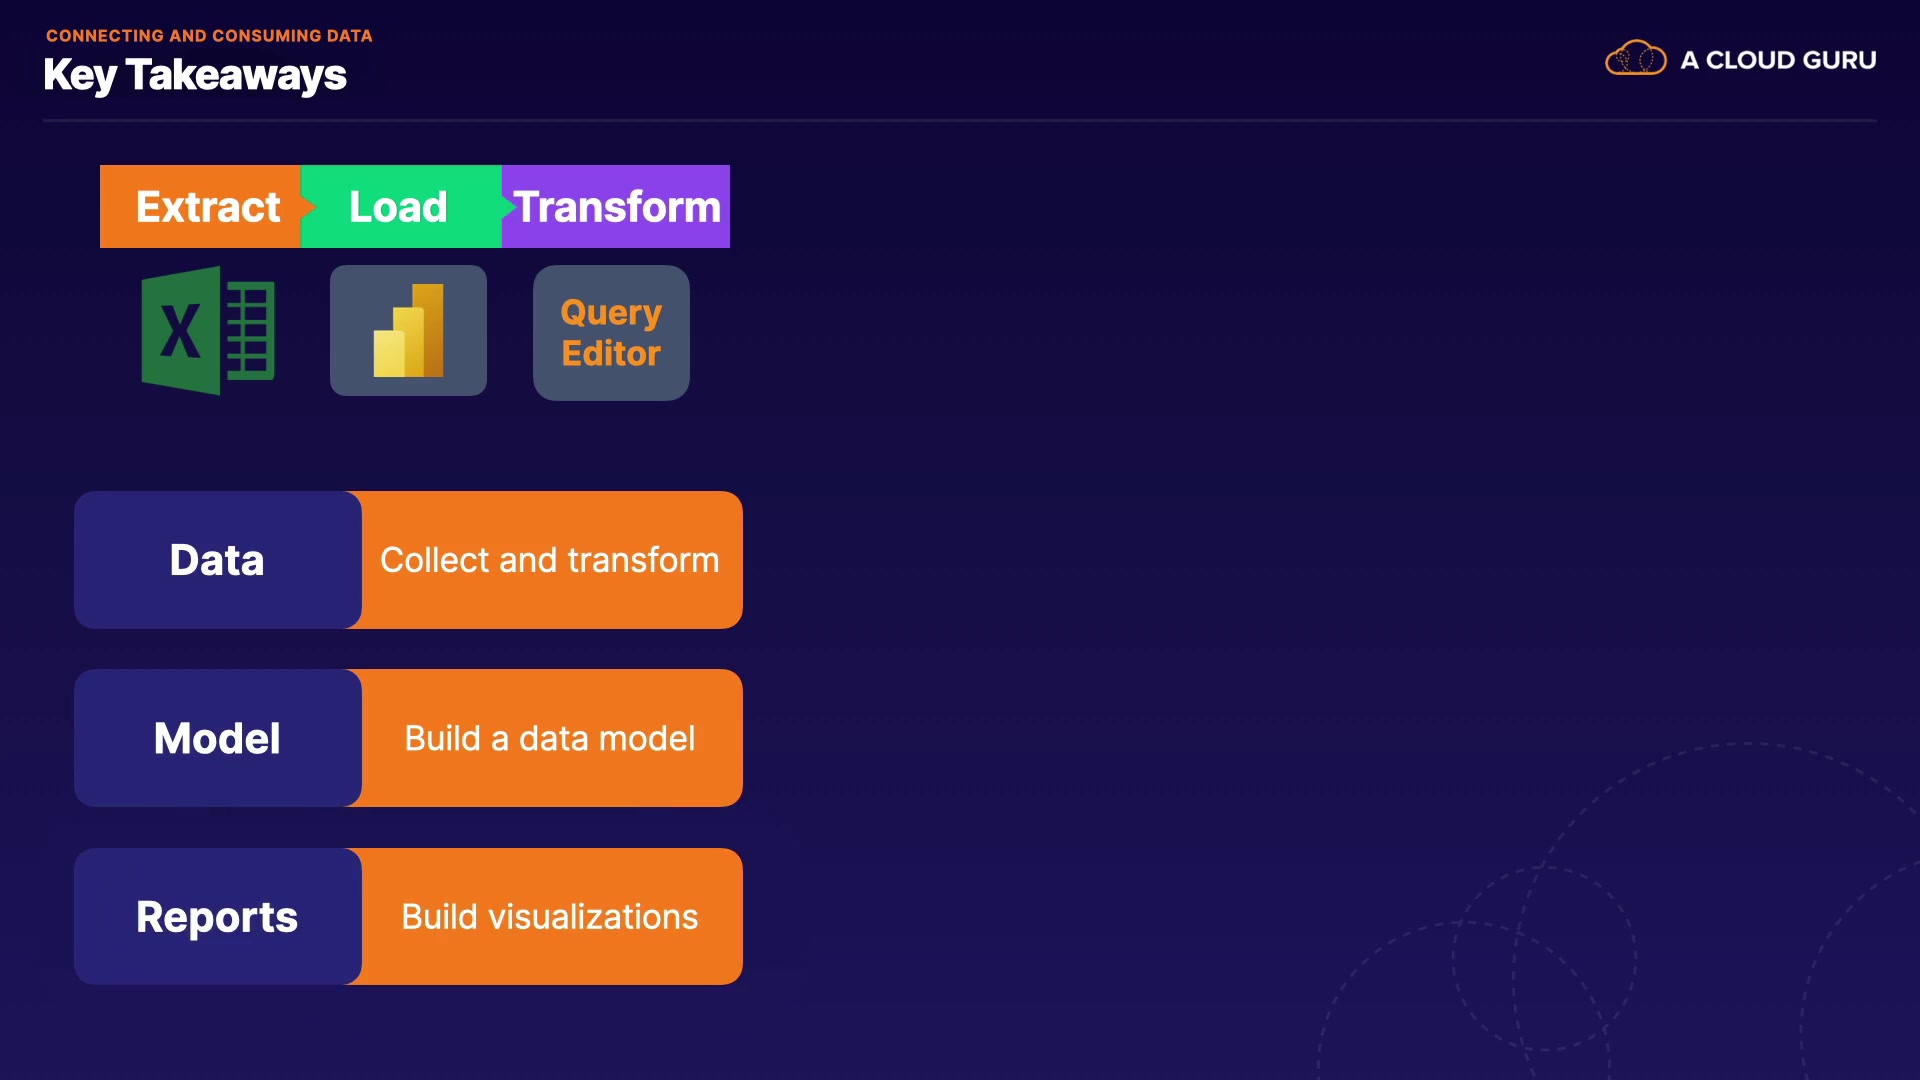 CONNECTING AND CONSUMING DATA
Key Takeaways
A CLOUD GURU
Extract
Load
Transform
X
Query
Editor
Data
Collect and transform
Model
Build a data model
Reports
Build visualizations